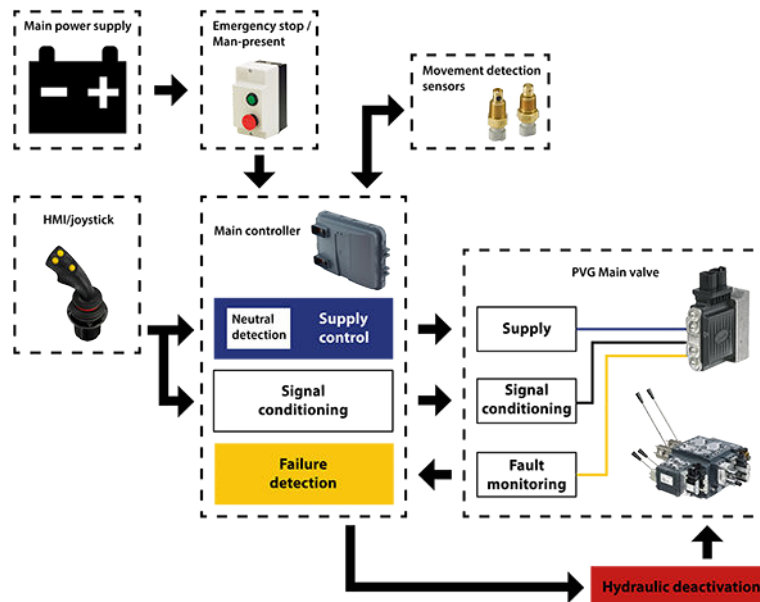 Main power supply
Emergency stop /
Man-present
Movement detection
sensors
HMI/joystick
Main controller
PVG Main valve
Neutral
detection
Supply
control
Supply
Signal
conditioning
Signal
conditioning
Failure
detection
Fault
monitoring
Hydraulic deactivation